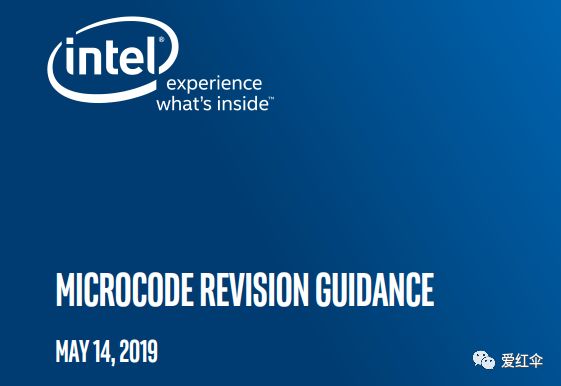 intel®
experience
what's inside™
MICROCODE REVISION GUIDANCE
MAY 14, 2019
爱红伞